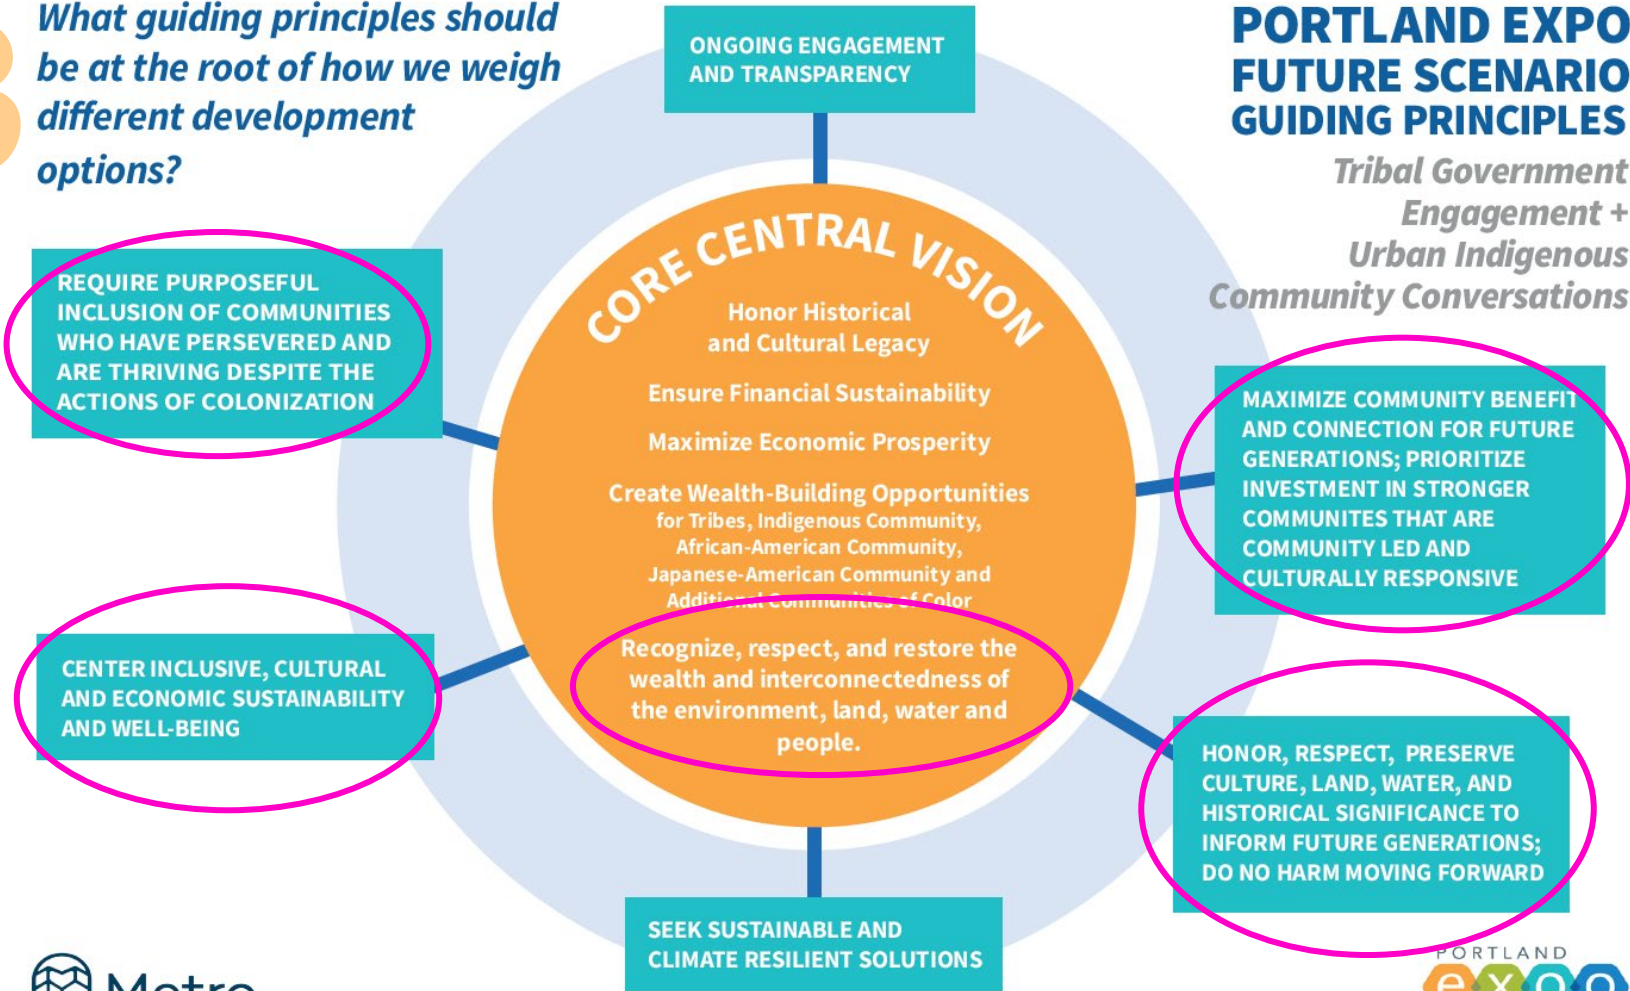 What guiding principles should
be at the root of how we weigh
different development
options?
ONGOING ENGAGEMENT
AND TRANSPARENCY
PORTLAND EXPO
FUTURE SCENARIO
GUIDING PRINCIPLES
Tribal Government
Engagement +
Urban Indigenous
Community Conversations
REQUIRE PURPOSEFUL
INCLUSION OF COMMUNITIES
WHO HAVE PERSEVERED AND
ARE THRIVING DESPITE THE
ACTIONS OF COLONIZATION
CORE CENTRAL VISION
Honor Historical
and Cultural Legacy
Ensure Financial Sustainability
Maximize Economic Prosperity
Create Wealth-Building Opportunities
for Tribes, Indigenous Community,
African-American Community,
Japanese-American Community and
Additional Communities of Color
Recognize, respect, and restore the
wealth and interconnectedness of
the environment, land, water and
people.
MAXIMIZE COMMUNITY BENEFIT
AND CONNECTION FOR FUTURE
GENERATIONS; PRIORITIZE
INVESTMENT IN STRONGER
COMMUNITES THAT ARE
COMMUNITY LED AND
CULTURALLY RESPONSIVE
CENTER INCLUSIVE, CULTURAL
AND ECONOMIC SUSTAINABILITY
AND WELL-BEING
HONOR, RESPECT, PRESERVE
CULTURE, LAND, WATER, AND
HISTORICAL SIGNIFICANCE TO
INFORM FUTURE GENERATIONS;
DO NO HARM MOVING FORWARD
SEEK SUSTAINABLE AND
CLIMATE RESILIENT SOLUTIONS
Metro
PORTLAND
expo